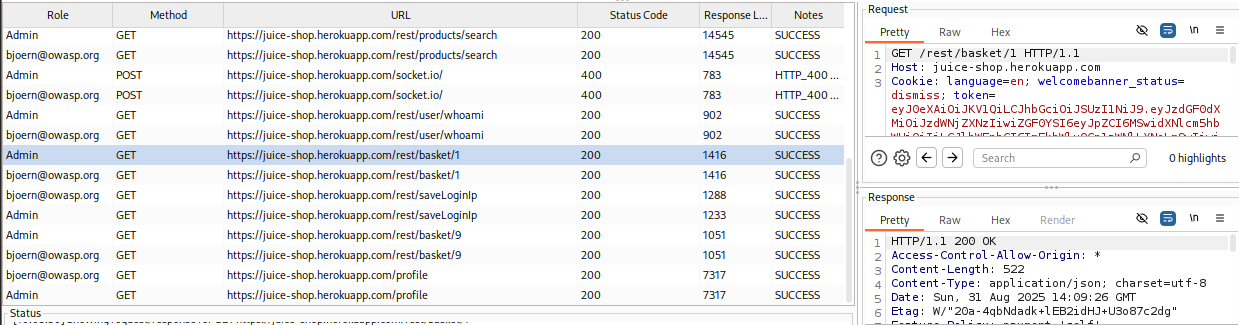 Role Method URL Status Code Response L... Notes
Admin GET https://juice-shop.herokuapp.com/rest/products/search 200 14545 SUCCESS
bjoern@owasp.org GET https://juice-shop.herokuapp.com/rest/products/search 200 14545 SUCCESS
Admin POST https://juice-shop.herokuapp.com/socket.io/ 400 783 HTTP_400 ...
bjoern@owasp.org POST https://juice-shop.herokuapp.com/socket.io/ 400 783 HTTP_400 ...
Admin GET https://juice-shop.herokuapp.com/rest/user/whoami 200 902 SUCCESS
bjoern@owasp.org GET https://juice-shop.herokuapp.com/rest/user/whoami 200 902 SUCCESS
Admin GET https://juice-shop.herokuapp.com/rest/basket/1 200 1416 SUCCESS
bjoern@owasp.org GET https://juice-shop.herokuapp.com/rest/basket/1 200 1416 SUCCESS
bjoern@owasp.org GET https://juice-shop.herokuapp.com/rest/saveLoginIp 200 1288 SUCCESS
Admin GET https://juice-shop.herokuapp.com/rest/saveLoginIp 200 1233 SUCCESS
Admin GET https://juice-shop.herokuapp.com/rest/basket/9 200 1051 SUCCESS
bjoern@owasp.org GET https://juice-shop.herokuapp.com/rest/basket/9 200 1051 SUCCESS
bjoern@owasp.org GET https://juice-shop.herokuapp.com/profile 200 7317 SUCCESS
Admin GET https://juice-shop.herokuapp.com/profile 200 7317 SUCCESS
Status
Request
Pretty Raw Hex \n
1 GET /rest/basket/1 HTTP/1.1
2 Host: juice-shop.herokuapp.com
3 Cookie: language=en; welcomebanner_status=
dismiss; token=
eyJ0eXAiOiJKV1QiLCJhbGciOiJSUzI1NiJ9.eyJzdGF0dX
MiOiJzdWNjZXNzIiwiZGF0YSI6eyJpZCI6MSwidXNlcm5hb
Search 0 highlights
Response
Pretty Raw Hex Render \n
1 HTTP/1.1 200 OK
2 Access-Control-Allow-Origin: *
3 Content-Length: 522
4 Content-Type: application/json; charset=utf-8
5 Date: Sun, 31 Aug 2025 14:09:26 GMT
6 Etag: W/"20a-4qbNdadk+lEB2idHJ+U3o87c2dg"